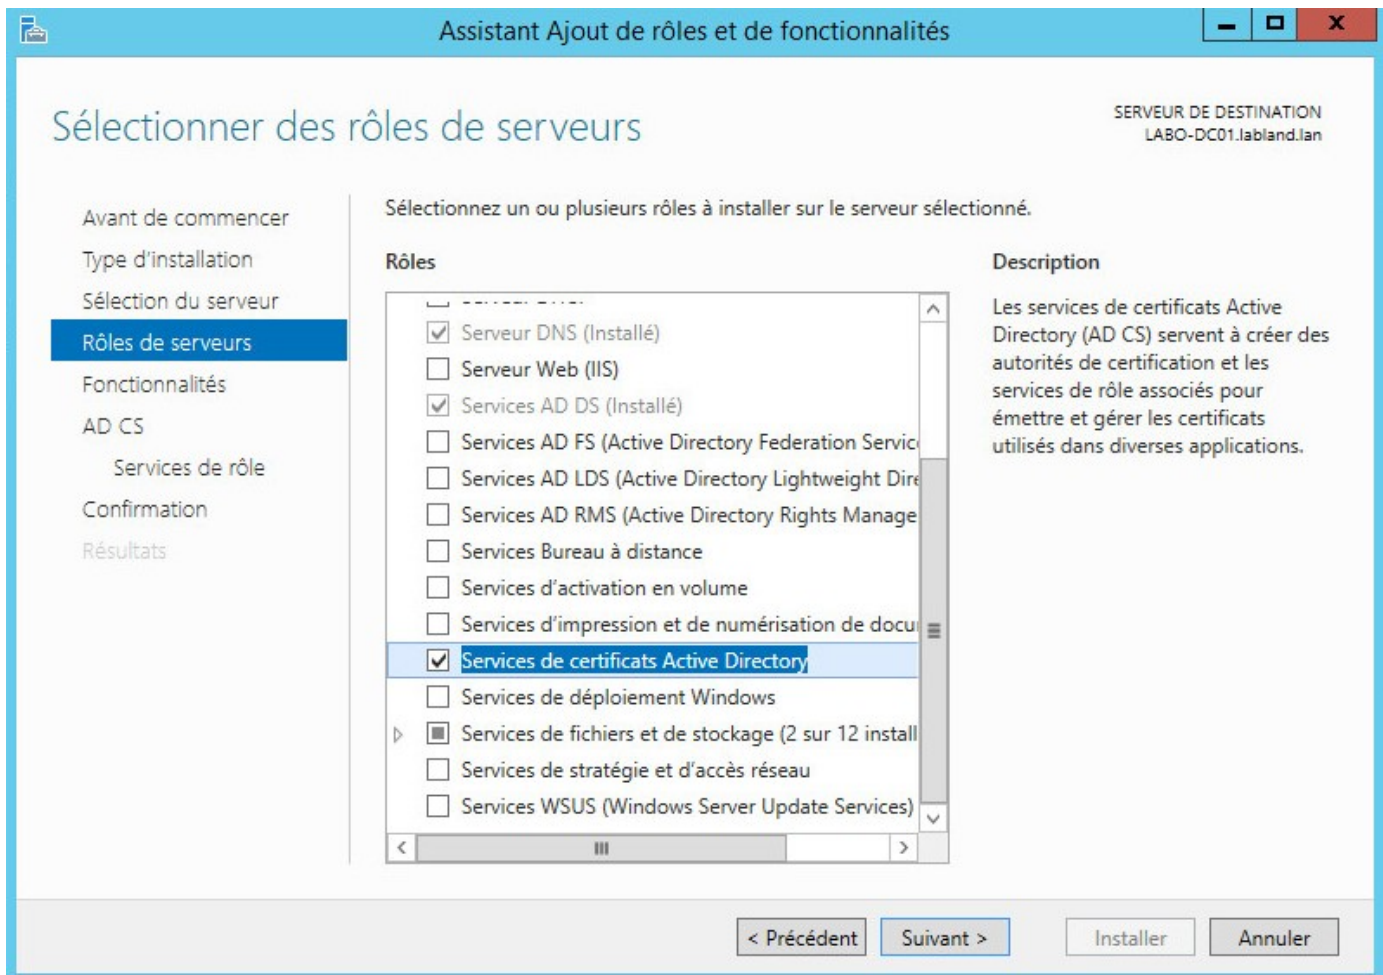 Assistant Ajout de rôles et de fonctionnalités
Sélectionner des rôles de serveurs
SERVEUR DE DESTINATION
LABO-DC01.labland.lan
Avant de commencer
Type d'installation
Sélection du serveur
Rôles de serveurs
Fonctionnalités
AD CS
Services de rôle
Confirmation
Résultats
Sélectionnez un ou plusieurs rôles à installer sur le serveur sélectionné.
Rôles
Serveur DNS (Installé)
Serveur Web (IIS)
Services AD DS (Installé)
Services AD FS (Active Directory Federation Servic
Services AD LDS (Active Directory Lightweight Dire
Services AD RMS (Active Directory Rights Manage
Services Bureau à distance
Services d'activation en volume
Services d'impression et de numérisation de docu
Services de certificats Active Directory
Services de déploiement Windows
Services de fichiers et de stockage (2 sur 12 install
Services de stratégie et d'accès réseau
Services WSUS (Windows Server Update Services)
Description
Les services de certificats Active
Directory (AD CS) servent à créer des
autorités de certification et les
services de rôle associés pour
émettre et gérer les certificats
utilisés dans diverses applications.
< Précédent
Suivant >
Installer
Annuler